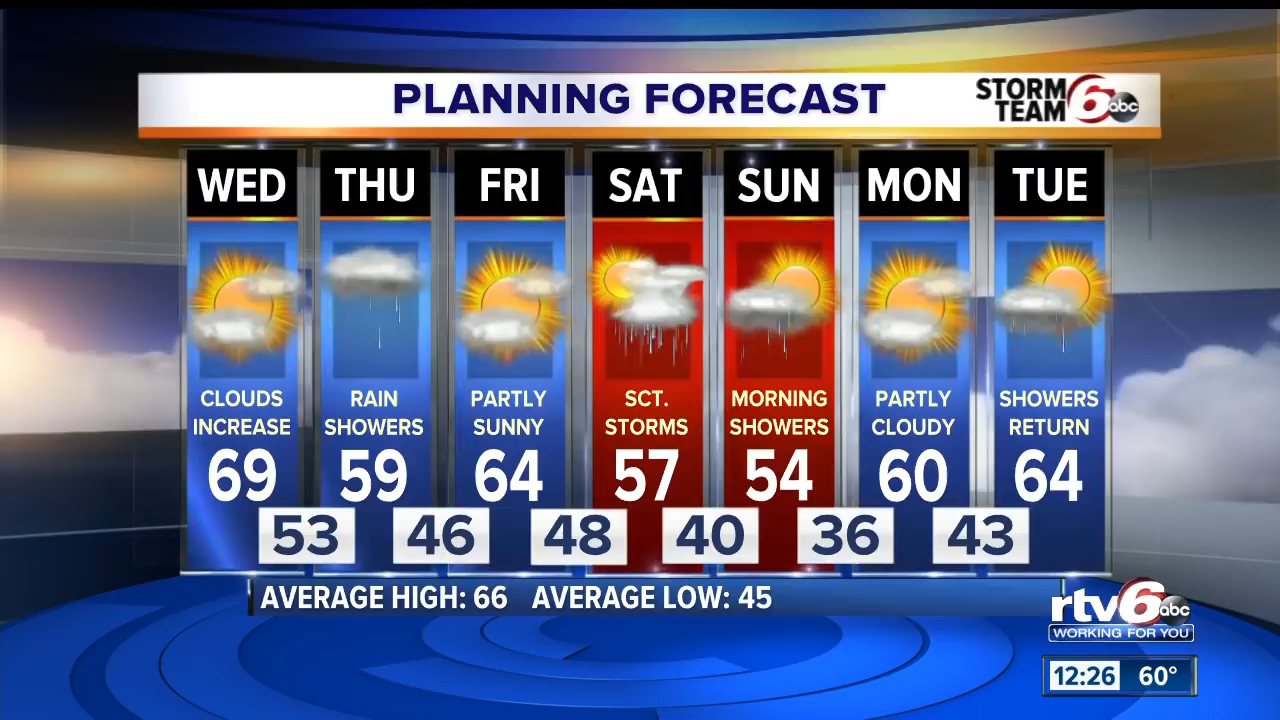 PLANNING FORECAST
STORM
TEAM 6 abc
WED THU FRI SAT SUN MON TUE
CLOUDS RAIN PARTLY SCT. MORNING PARTLY SHOWERS
INCREASE SHOWERS SUNNY STORMS SHOWERS CLOUDY RETURN
69 59 64 57 54 60 64
53 46 48 40 36 43
AVERAGE HIGH: 66 AVERAGE LOW: 45
rtv6 abc
WORKING FOR YOU
12:26 60°